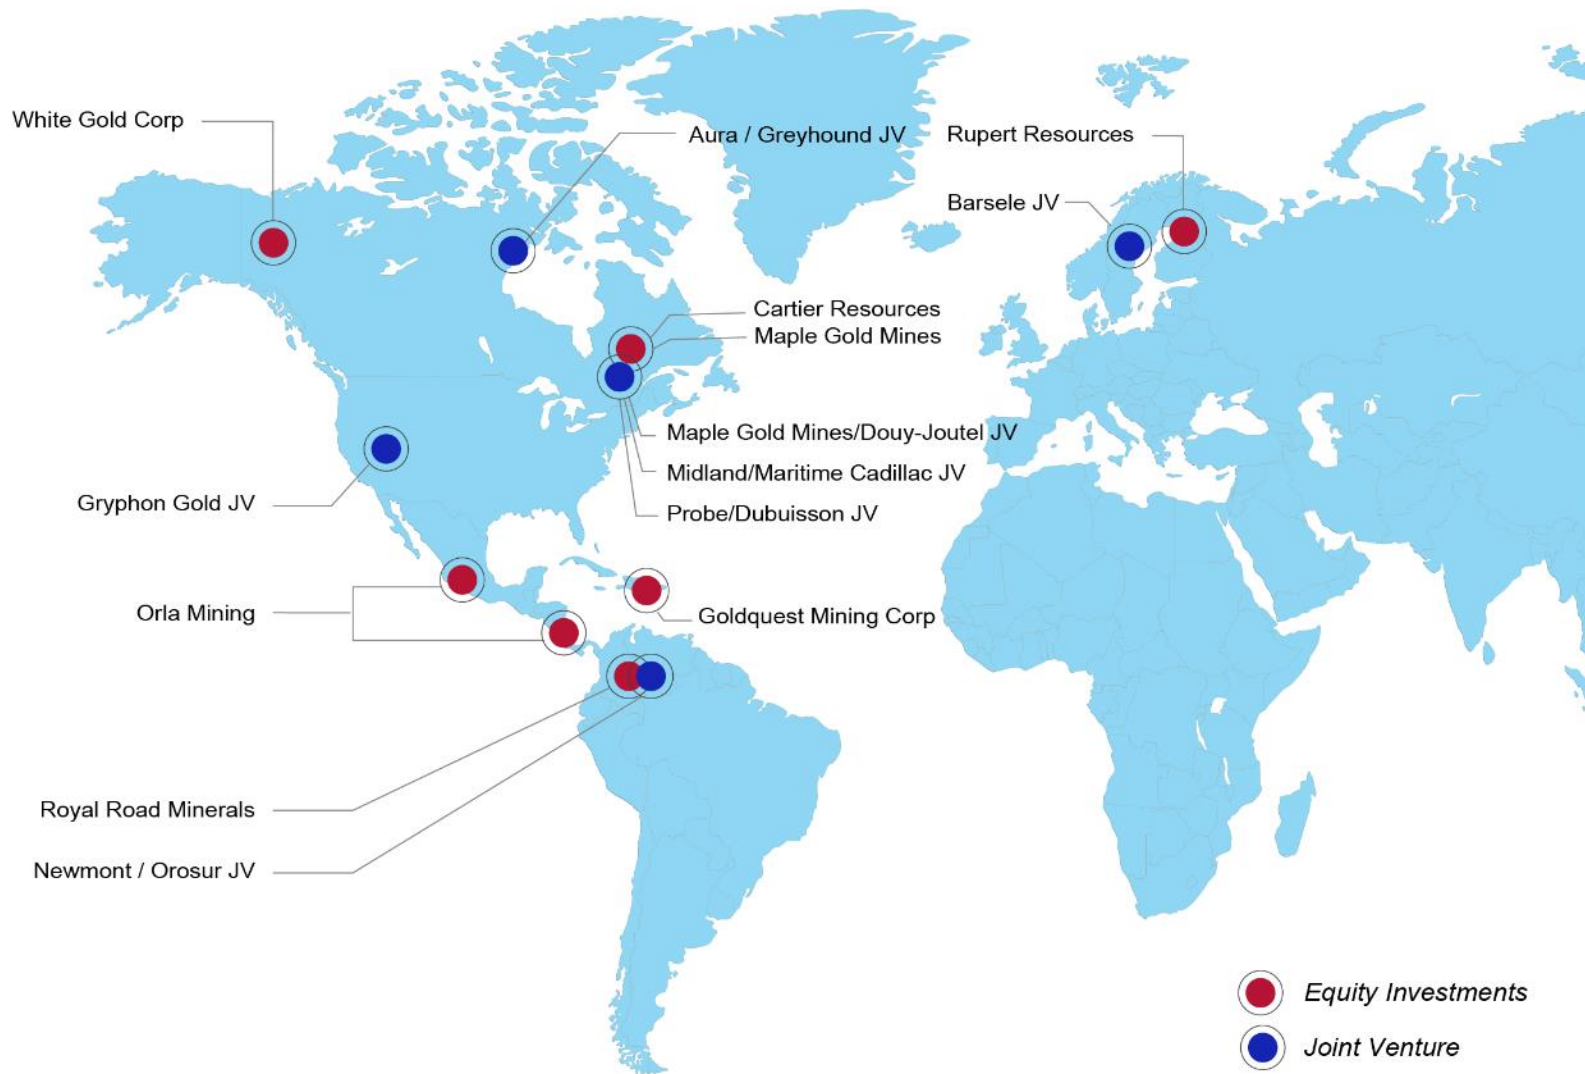 White Gold Corp
Aura / Greyhound JV
Rupert Resources
Barsele JV
Cartier Resources
Maple Gold Mines
Maple Gold Mines/Douy-Joutel JV
Midland/Maritime Cadillac JV
Probe/Dubuisson JV
Gryphon Gold JV
Orla Mining
Goldquest Mining Corp
Royal Road Minerals
Newmont / Orosur JV
Equity Investments
Joint Venture